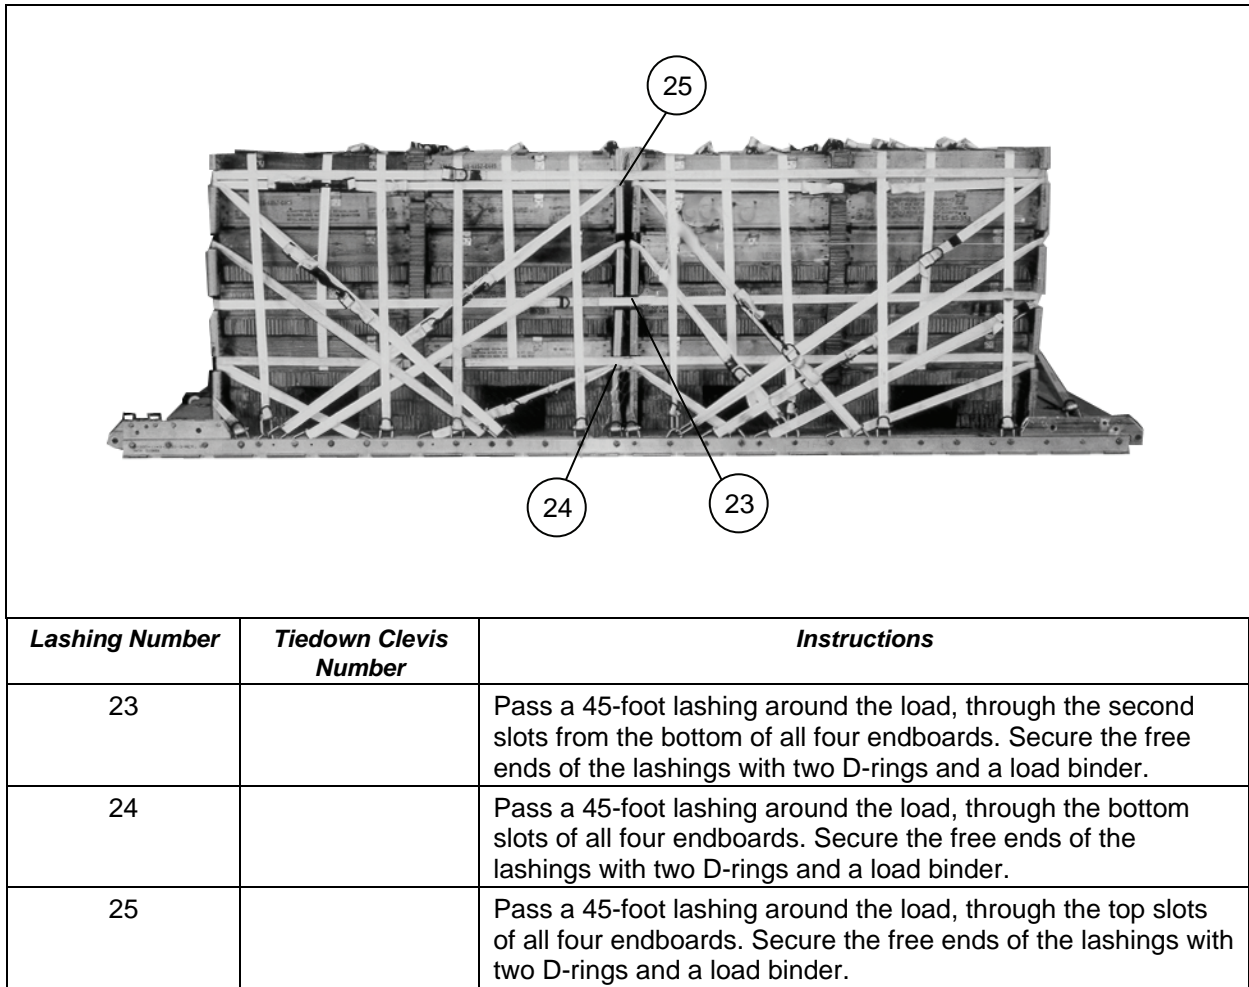 25
24
23
Lashing Number
Tiedown Clevis
Number
Instructions
23
Pass a 45-foot lashing around the load, through the second
slots from the bottom of all four endboards. Secure the free
ends of the lashings with two D-rings and a load binder.
24
Pass a 45-foot lashing around the load, through the bottom
slots of all four endboards. Secure the free ends of the
lashings with two D-rings and a load binder.
25
Pass a 45-foot lashing around the load, through the top slots
of all four endboards. Secure the free ends of the lashings with
two D-rings and a load binder.